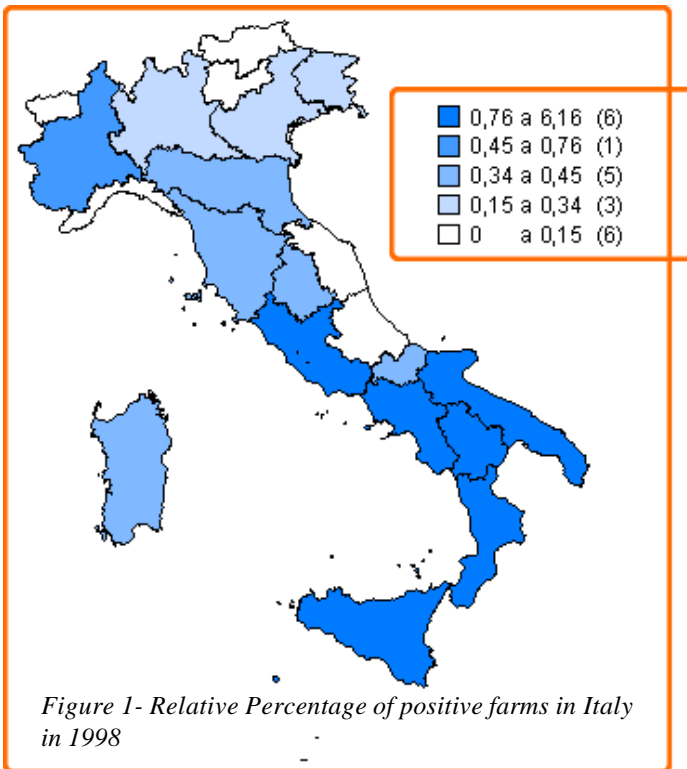 0,76 a 6,16 (6)
0,45 a 0,76 (1)
0,34 a 0,45 (5)
0,15 a 0,34 (3)
0 a 0,15 (6)
Figure 1- Relative Percentage of positive farms in Italy
in 1998